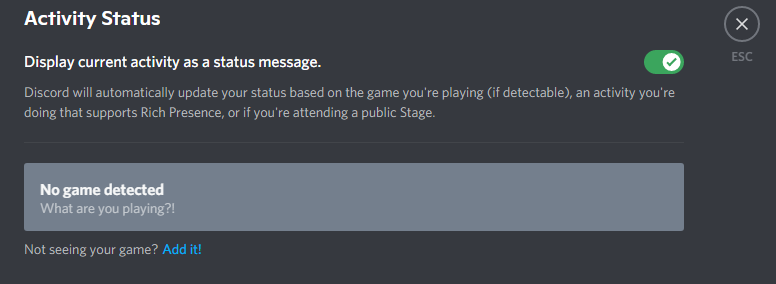 Activity Status
Display current activity as a status message.
ESC
Discord will automatically update your status based on the game you're playing (if detectable), an activity you're
doing that supports Rich Presence, or if you're attending a public Stage.
No game detected
What are you playing?!
Not seeing your game? Add it!